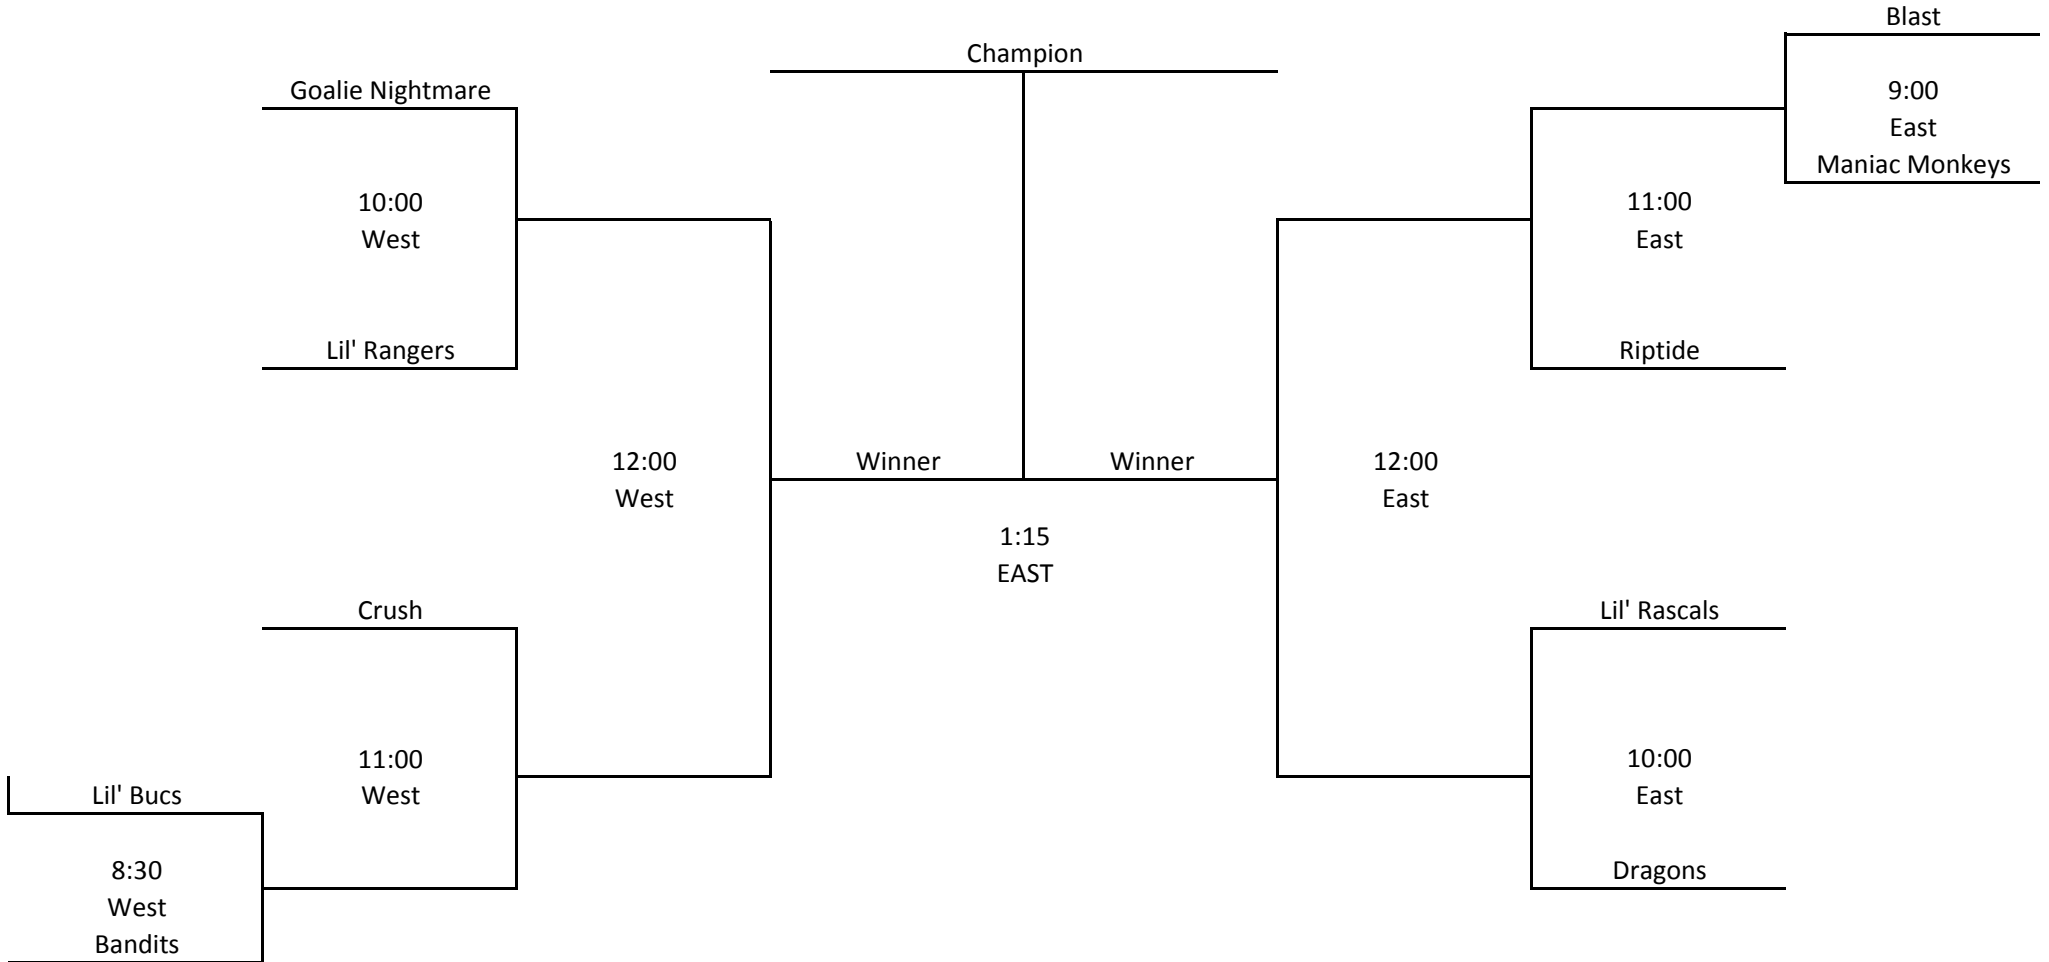 Blast
Champion
Goalie Nightmare
9:00
East
Maniac Monkeys
10:00
West
11:00
East
Lil' Rangers
Riptide
12:00
West
Winner
Winner
12:00
East
1:15
EAST
Crush
Lil' Rascals
11:00
West
10:00
East
Lil' Bucs
8:30
West
Bandits
Dragons